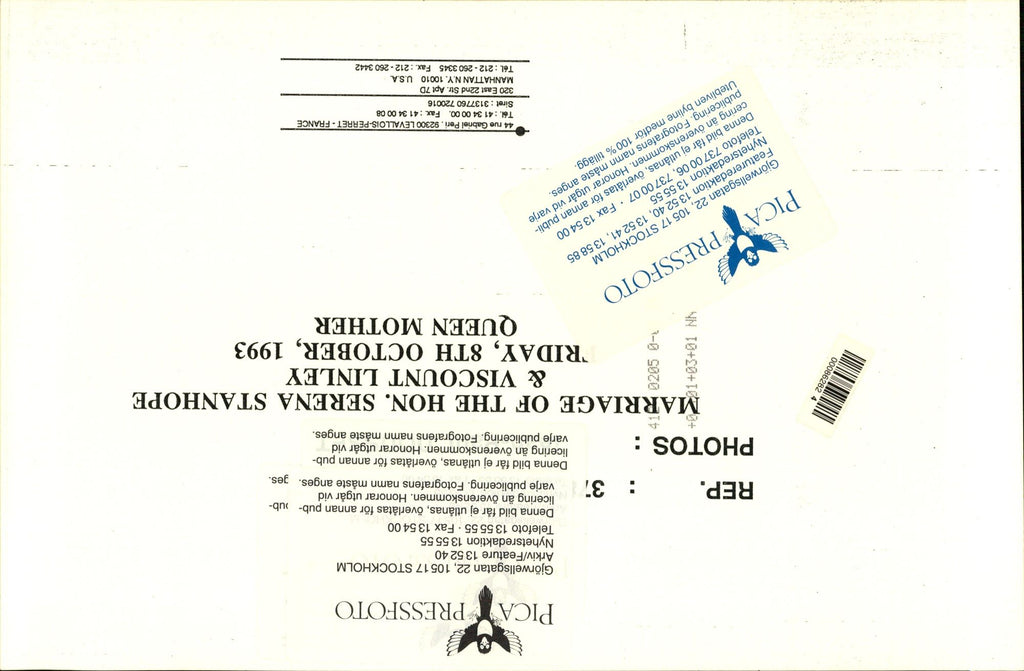 PICA PRESSFOTO
Gjörwellsgatan 22, 105 17 STOCKHOLM
Arkiv/Feature 13 52 40
Nyhetsredaktion 13 55 55
Telefoto 13 55 55 · Fax 13 54 00
Denna bild får ej utlånas, överlåtas för annan pub-
licering än överenskommen. Honorar utgår vid
varje publicering. Fotografens namn måste anges.
Denna bild får ej utlånas, överlåtas för annan pub-
licering än överenskommen. Honorar utgår vid
varje publicering. Fotografens namn måste anges.
REP. :
PHOTOS :
MARRIAGE OF THE HON. SERENA STANHOPE
& VISCOUNT LINLEY
RIDAY, 8TH OCTOBER, 1993
QUEEN MOTHER
00086282 4
PICA PRESSFOTO
Gjörwellsgatan 22, 105 17 STOCKHOLM
Featureredaktion 13 52 40, 13 52 41, 13 58 85
Nyhetsredaktion 13 55 55
Telefoto 737 00 06, 737 00 07 · Fax 13 54 00
Denna bild får ej utlånas, överlåtas för annan publi-
cering än överenskommen. Honorar utgår vid varje
publicering. Fotografens namn måste anges.
Utebliven byline medför 100 % tillägg.
44 rue Gabriel Peri. 92300 LEVALLOIS-PERRET - FRANCE
Tél. : 41 34 00 00. Fax : 41 34 00 08
Siret : 3137760 720016
320 East 22nd Str. Apt 7D
MANHATTAN N.Y. 10010 U.S.A.
Tél. : 212 - 260 3345 Fax. : 212 - 260 3442